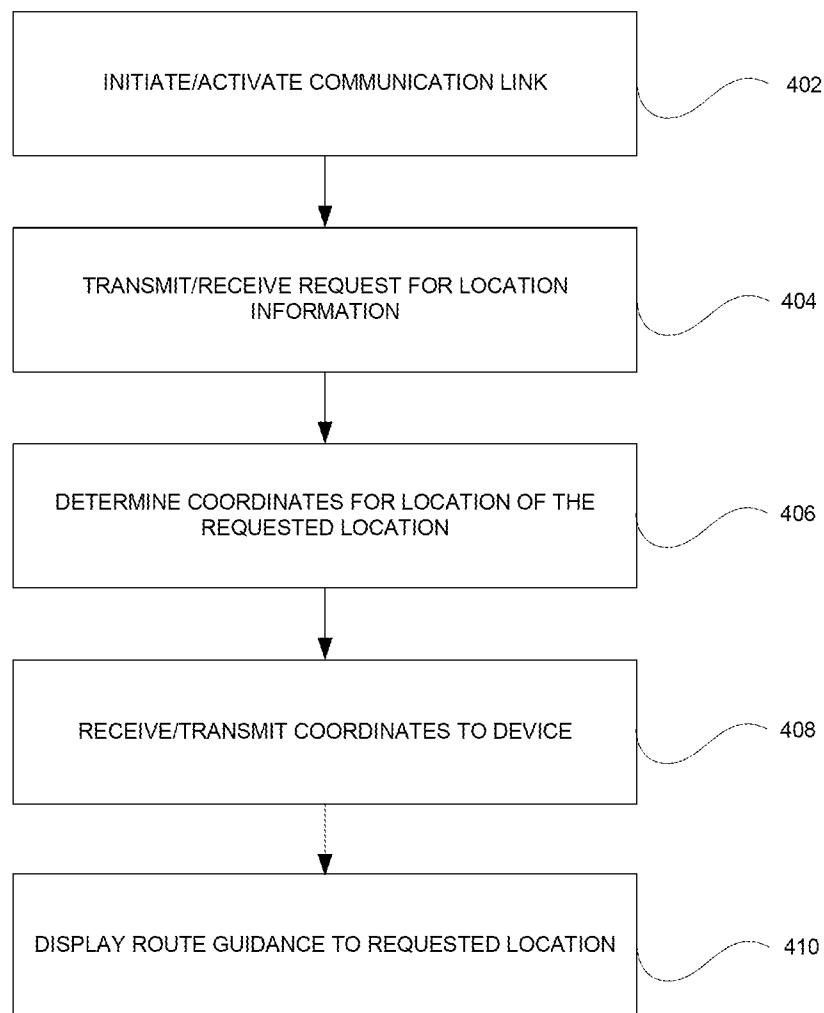 INITIATE/ACTIVATE COMMUNICATION LINK
402
TRANSMIT/RECEIVE REQUEST FOR LOCATION
INFORMATION
404
DETERMINE COORDINATES FOR LOCATION OF THE
REQUESTED LOCATION
406
RECEIVE/TRANSMIT COORDINATES TO DEVICE
408
DISPLAY ROUTE GUIDANCE TO REQUESTED LOCATION
410